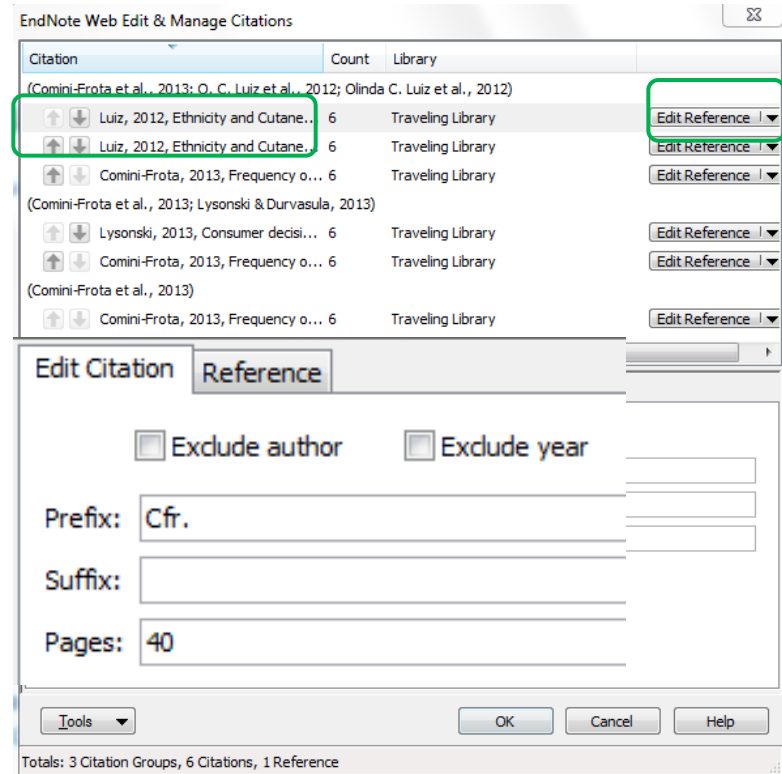 EndNote Web Edit & Manage Citations
Citation Count Library
(Comini-Frota et al., 2013; O. C. Luiz et al., 2012; Olinda C. Luiz et al., 2012)
Luiz, 2012, Ethnicity and Cutane... 6 Traveling Library Edit Reference
Luiz, 2012, Ethnicity and Cutane... 6 Traveling Library Edit Reference
Comini-Frota, 2013, Frequency o... 6 Traveling Library Edit Reference
(Comini-Frota et al., 2013; Lysonski & Durvasula, 2013)
Lysonski, 2013, Consumer decisi... 6 Traveling Library Edit Reference
Comini-Frota, 2013, Frequency o... 6 Traveling Library Edit Reference
(Comini-Frota et al., 2013)
Comini-Frota, 2013, Frequency o... 6 Traveling Library Edit Reference
Edit Citation Reference
Exclude author Exclude year
Prefix: Cfr.
Suffix:
Pages: 40
Tools OK Cancel Help
Totals: 3 Citation Groups, 6 Citations, 1 Reference